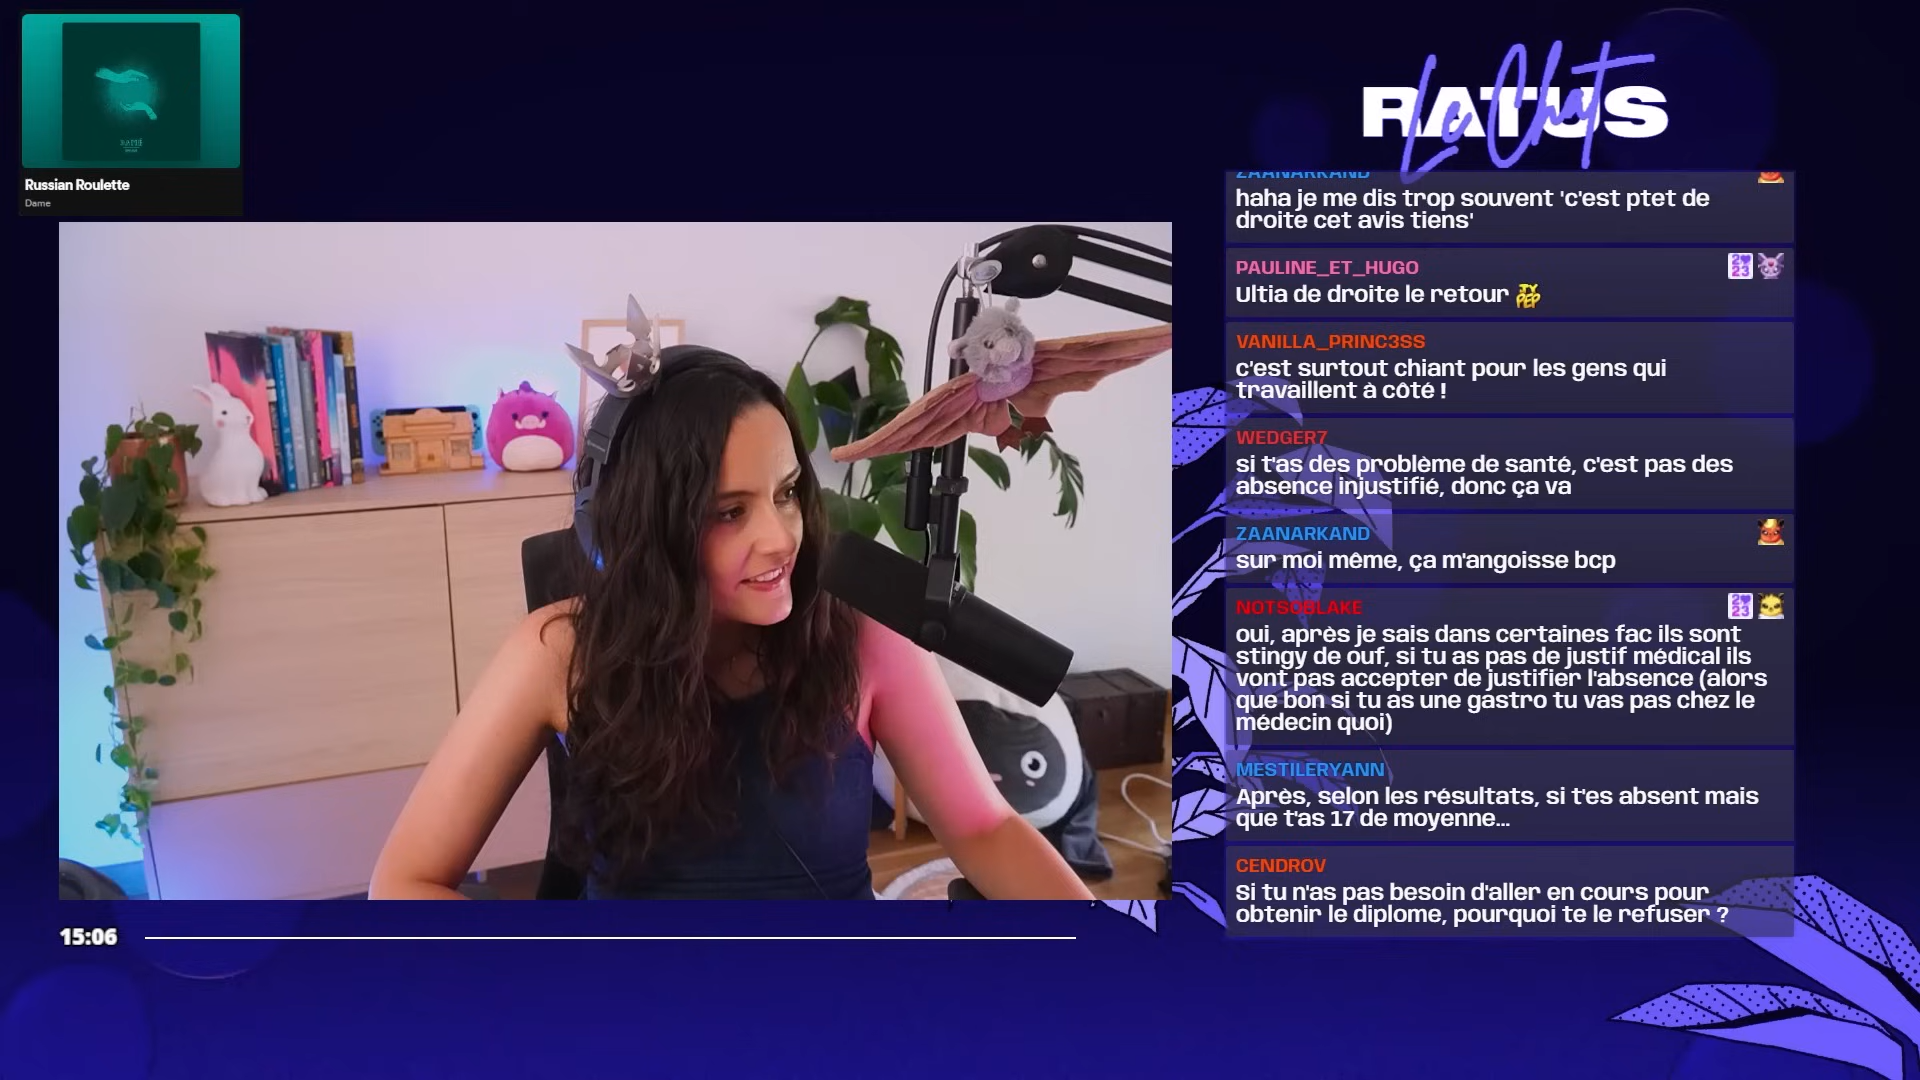 Russian Roulette
Dame
RATUS
Le Chat
ZAANARKAND
haha je me dis trop souvent 'c'est ptet de
droite cet avis tiens'
PAULINE_ET_HUGO
Ultia de droite le retour
VANILLA_PRINC3SS
c'est surtout chiant pour les gens qui
travaillent à côté !
WEDGER7
si t'as des problème de santé, c'est pas des
absence injustifié, donc ça va
ZAANARKAND
sur moi même, ça m'angoisse bcp
NOTSOBLAKE
oui, après je sais dans certaines fac ils sont
stingy de ouf, si tu as pas de justif médical ils
vont pas accepter de justifier l'absence (alors
que bon si tu as une gastro tu vas pas chez le
médecin quoi)
MESTILERYANN
Après, selon les résultats, si t'es absent mais
que t'as 17 de moyenne...
CENDROV
Si tu n'as pas besoin d'aller en cours pour
obtenir le diplome, pourquoi te le refuser ?
15:06